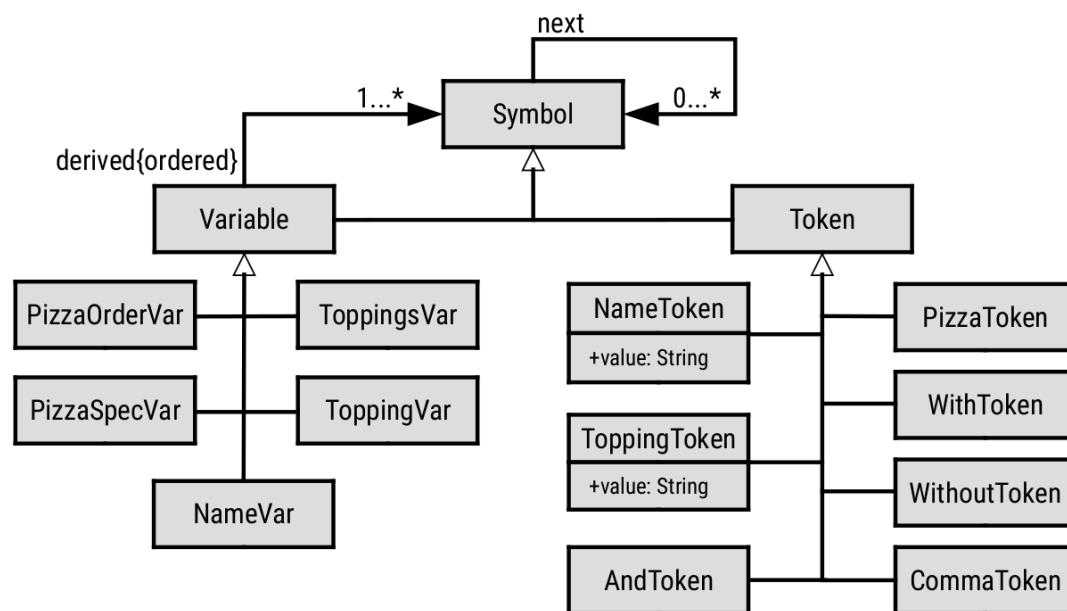 next
1...*
Symbol
0...*
derived{ordered}
Variable
Token
PizzaOrderVar
ToppingsVar
PizzaSpecVar
ToppingVar
NameVar
NameToken
+value: String
PizzaToken
WithToken
ToppingToken
+value: String
WithoutToken
AndToken
CommaToken